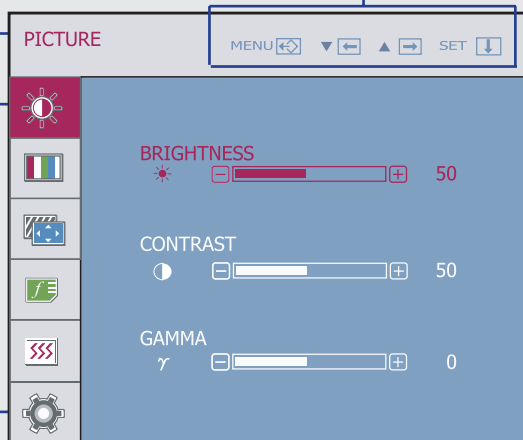 PICTURE
MENU ▼ ▲ SET
BRIGHTNESS
50
CONTRAST
50
GAMMA
γ 0